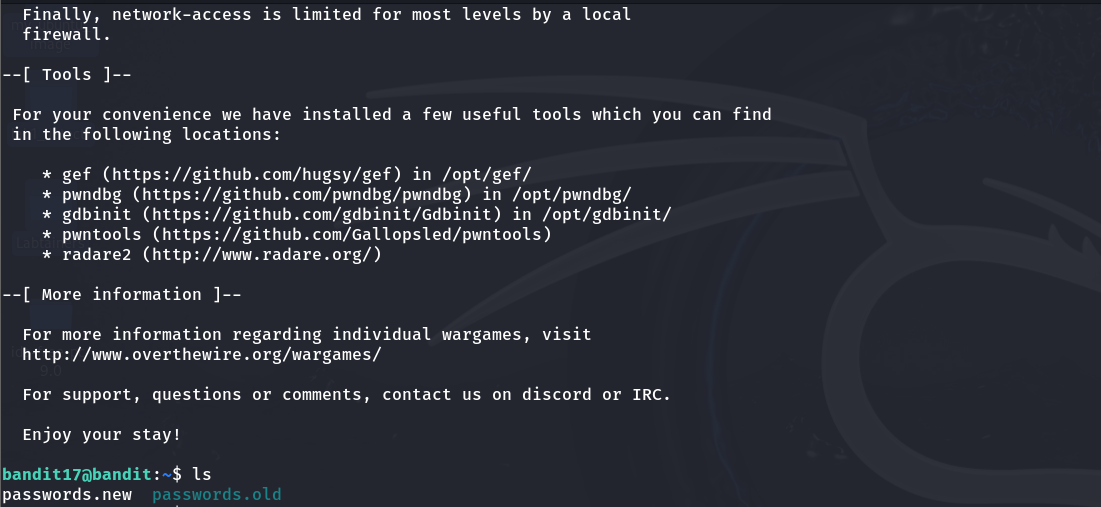 Finally, network-access is limited for most levels by a local
firewall.
--[ Tools ]--
For your convenience we have installed a few useful tools which you can find
in the following locations:
* gef (https://github.com/hugsy/gef) in /opt/gef/
* pwndbg (https://github.com/pwndbg/pwndbg) in /opt/pwndbg/
* gdbinit (https://github.com/gdbinit/Gdbinit) in /opt/gdbinit/
* pwntools (https://github.com/Gallopsled/pwntools)
* radare2 (http://www.radare.org/)
--[ More information ]--
For more information regarding individual wargames, visit
http://www.overthewire.org/wargames/
For support, questions or comments, contact us on discord or IRC.
Enjoy your stay!
bandit17@bandit:~$ ls
passwords.new passwords.old